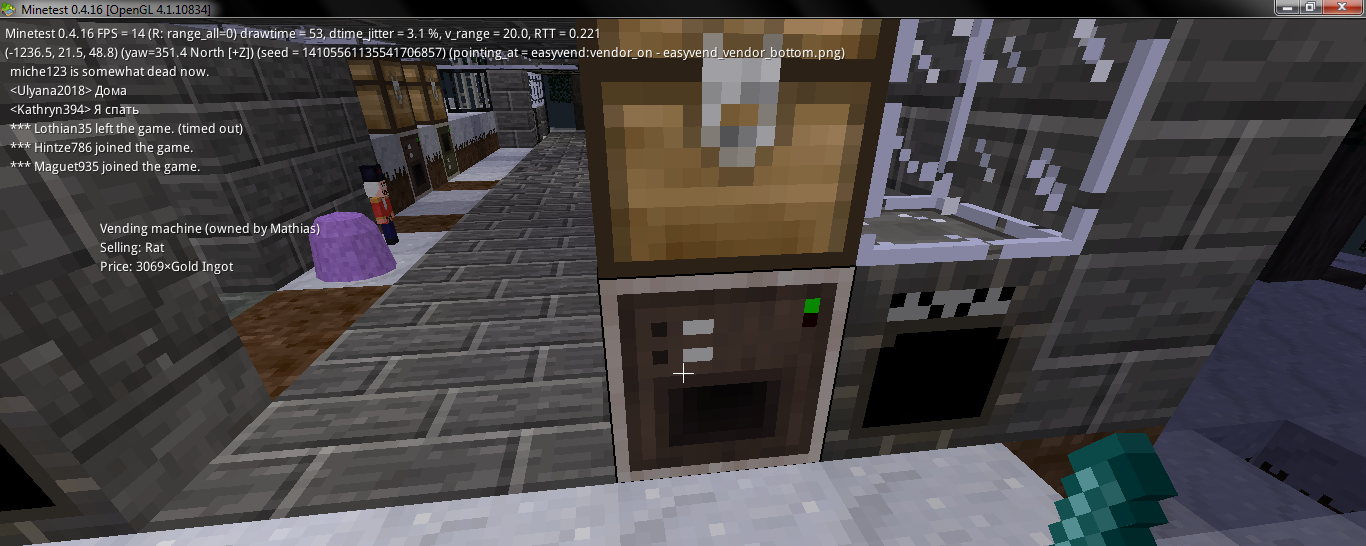 Minetest 0.4.16 [OpenGL 4.1.10834]
Minetest 0.4.16 FPS = 14 (R: range_all=0) drawtime = 53, dtime_jitter = 3.1 %, v_range = 20.0, RTT = 0.221
(-1236.5, 21.5, 48.8) (yaw=351.4 North [+Z]) (seed = 14105561135541706857) (pointing_at = easyvend:vendor_on - easyvend_vendor_bottom.png)
miche123 is somewhat dead now.
<Ulyana2018> Дома
<Kathryn394> Я спать
*** Lothian35 left the game. (timed out)
*** Hintze786 joined the game.
*** Maguet935 joined the game.
Vending machine (owned by Mathias)
Selling: Rat
Price: 3069×Gold Ingot